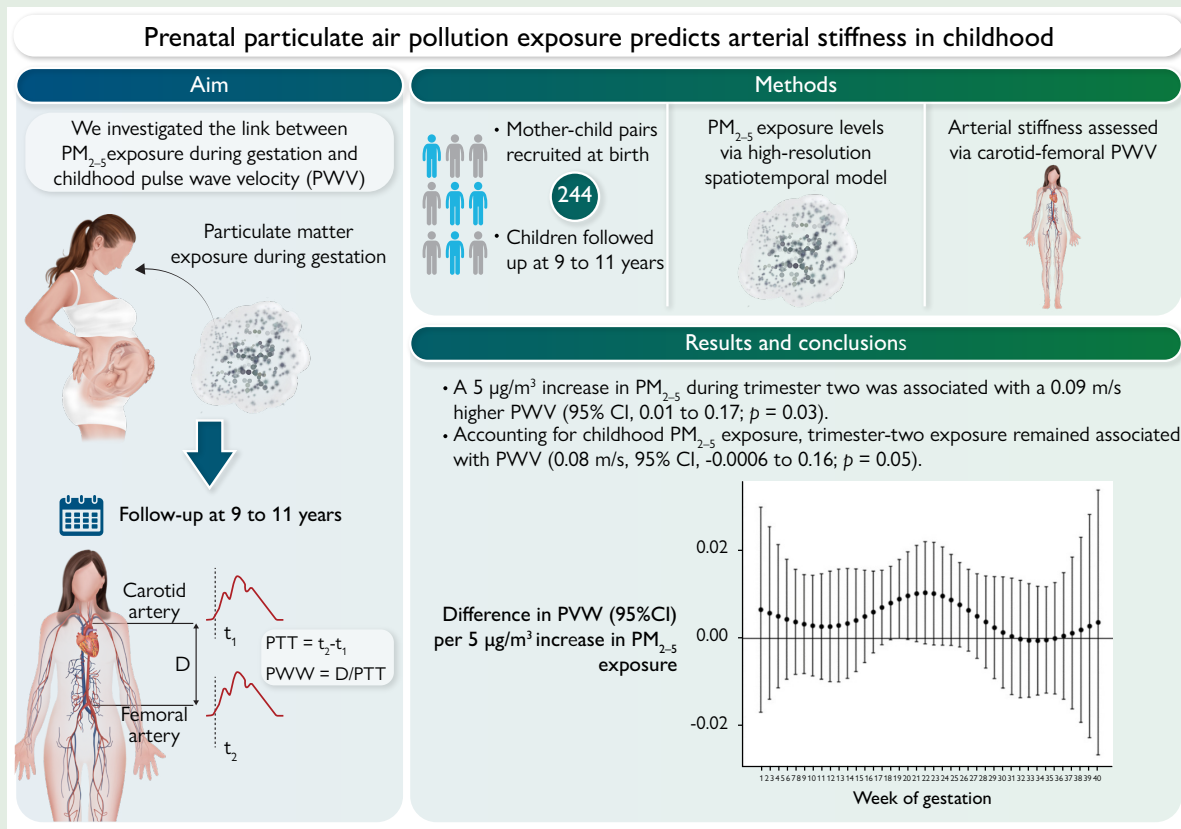 Prenatal particulate air pollution exposure predicts arterial stiffness in childhood
Aim
We investigated the link between
PM2–5 exposure during gestation and
childhood pulse wave velocity (PWV)
Particulate matter
exposure during gestation
Follow-up at 9 to 11 years
Carotid
artery
D
Femoral
artery
t1
t2
PTT = t2-t1
PWW = D/PTT
Methods
• Mother-child pairs
recruited at birth
244
• Children followed
up at 9 to 11 years
PM2–5 exposure levels
via high-resolution
spatiotemporal model
Arterial stiffness assessed
via carotid-femoral PWV
Results and conclusions
• A 5 µg/m³ increase in PM2–5 during trimester two was associated with a 0.09 m/s
higher PWV (95% CI, 0.01 to 0.17; p = 0.03).
• Accounting for childhood PM2–5 exposure, trimester-two exposure remained associated
with PWV (0.08 m/s, 95% CI, -0.0006 to 0.16; p = 0.05).
Difference in PVW (95%CI)
per 5 µg/m³ increase in PM2–5
exposure
0.02
0.00
-0.02
1 2 3 4 5 6 7 8 9 10 11 12 13 14 15 16 17 18 19 20 21 22 23 24 25 26 27 28 29 30 31 32 33 34 35 36 37 38 39 40
Week of gestation